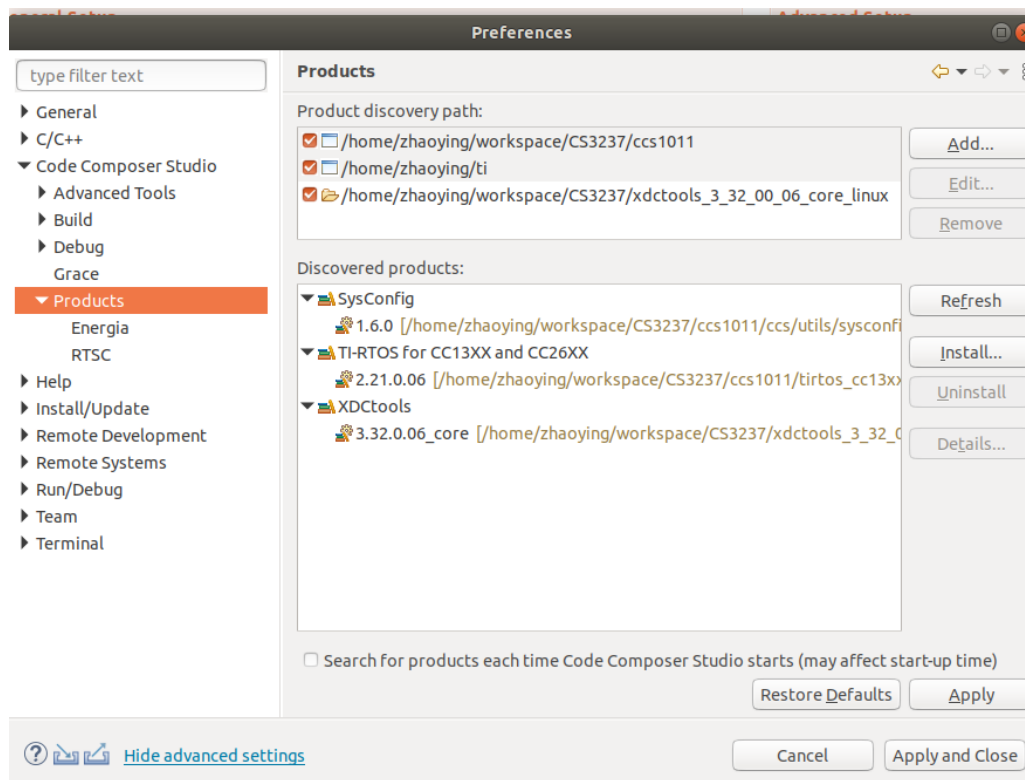 Preferences
type filter text
General
C/C++
Code Composer Studio
Advanced Tools
Build
Debug
Grace
Products
Energia
RTSC
Help
Install/Update
Remote Development
Remote Systems
Run/Debug
Team
Terminal
Products
Product discovery path:
/home/zhaoying/workspace/CS3237/ccs1011
/home/zhaoying/ti
/home/zhaoying/workspace/CS3237/xdctools_3_32_00_06_core_linux
Add...
Edit...
Remove
Discovered products:
SysConfig
1.6.0 [/home/zhaoying/workspace/CS3237/ccs1011/ccs/utils/sysconfi
TI-RTOS for CC13XX and CC26XX
2.21.0.06 [/home/zhaoying/workspace/CS3237/ccs1011/tirtos_cc13xx
XDCtools
3.32.0.06_core [/home/zhaoying/workspace/CS3237/xdctools_3_32_0
Refresh
Install...
Uninstall
Details...
Search for products each time Code Composer Studio starts (may affect start-up time)
Restore Defaults
Apply
Hide advanced settings
Cancel
Apply and Close